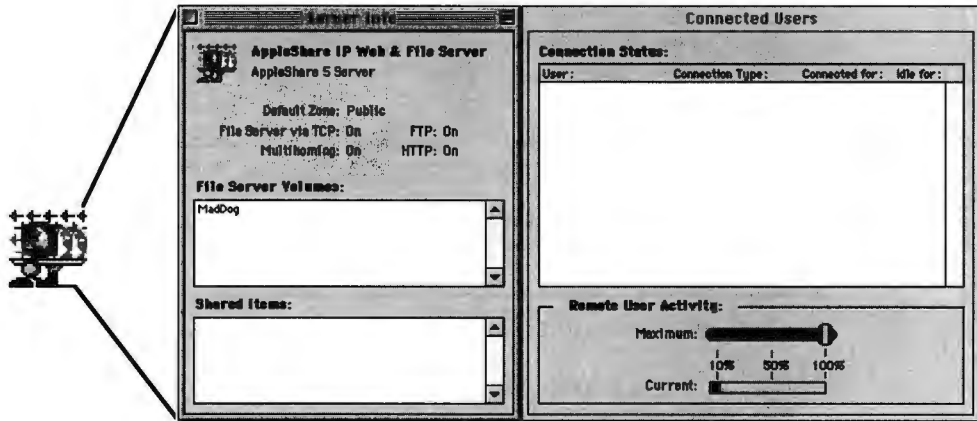 Server Info
AppleShare IP Web & File Server
AppleShare 5 Server
Default Zone: Public
File Server via TCP: On FTP: On
Multihoming: On HTTP: On
File Server Volumes:
MadDog
Shared Items:
Connected Users
Connection Status:
User: Connection Type: Connected for: Idle for:
Remote User Activity:
Maximum:
10% 50% 100%
Current: